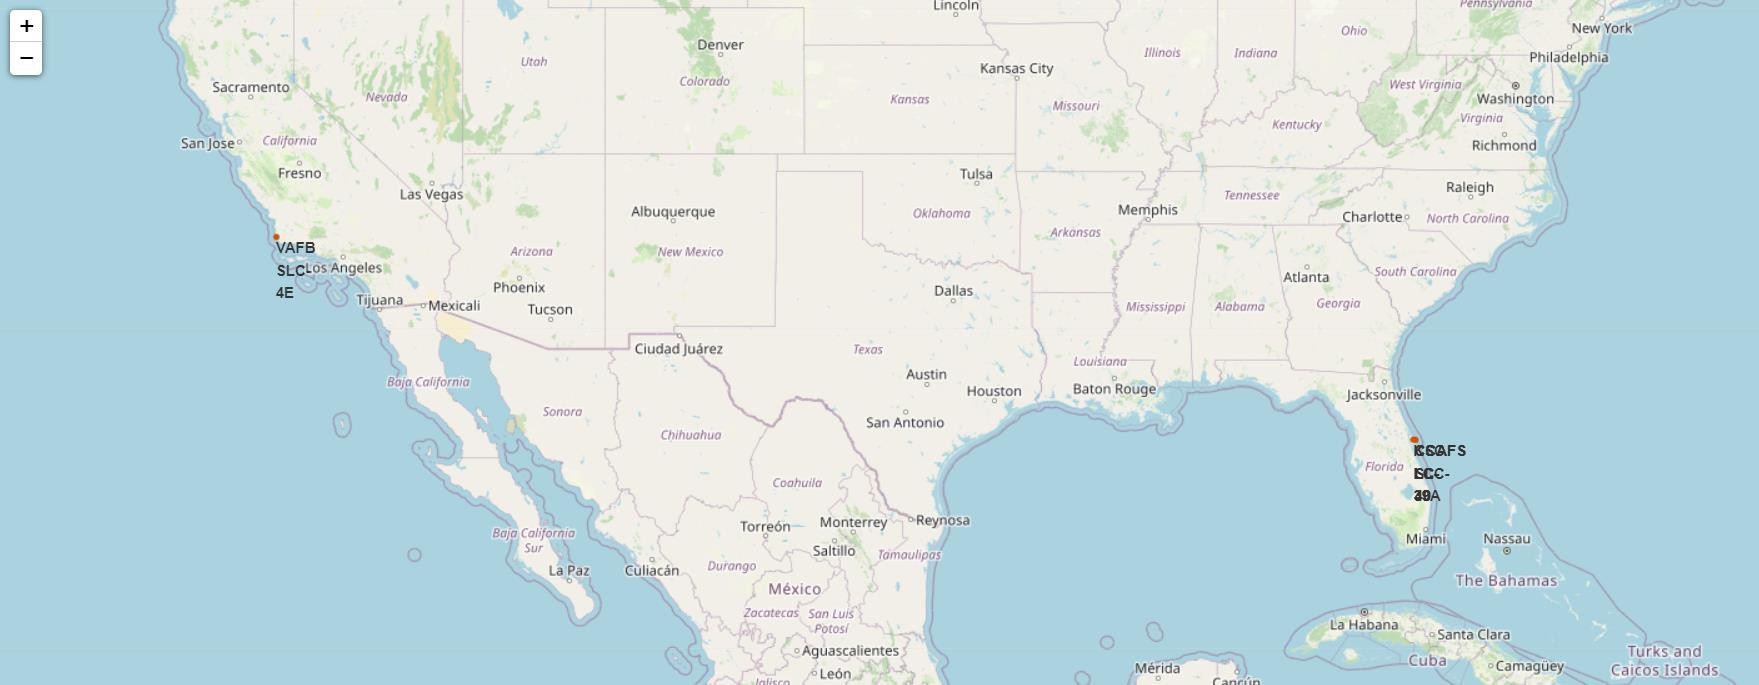 +
−
Lincoln
Pennsylvania
New York
Denver
Utah
Illinois
Indiana
Ohio
Philadelphia
Kansas City
Sacramento
Nevada
Colorado
Kansas
Missouri
West Virginia
Washington
Virginia
Kentucky
San Jose
California
Richmond
Fresno
Las Vegas
Tulsa
Raleigh
Tennessee
Albuquerque
Oklahoma
Memphis
Charlotte
North Carolina
Arkansas
VAFB
SLC-
4E
Arizona
New Mexico
Los Angeles
Atlanta
South Carolina
Phoenix
Dallas
Tijuana
Mexicali
Tucson
Mississippi
Alabama
Georgia
Ciudad Juárez
Texas
Louisiana
Baja California
Austin
Houston
Baton Rouge
Jacksonville
Sonora
San Antonio
Chihuahua
Florida
Coahuila
Torreón
Monterrey
Reynosa
Baja California
Sur
Saltillo
Tamaulipas
Miami
Nassau
La Paz
Culiacán
Durango
México
The Bahamas
Zacatecas
San Luis
Potosí
La Habana
Santa Clara
Aguascalientes
Cuba
Camagüey
Turks and
Caicos Islands
León
Mérida
Jalisco
Cancún